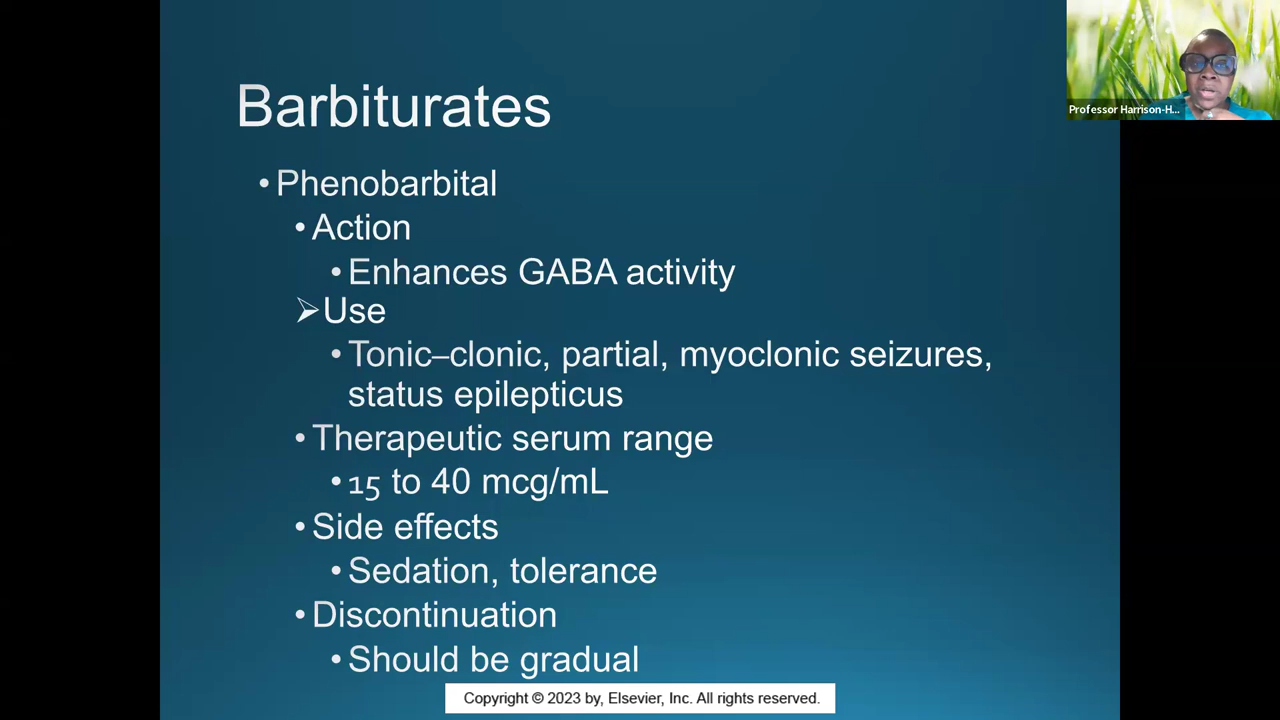 Barbiturates
Professor Harrison-H...
• Phenobarbital
• Action
• Enhances GABA activity
➢Use
• Tonic–clonic, partial, myoclonic seizures,
status epilepticus
• Therapeutic serum range
• 15 to 40 mcg/mL
• Side effects
• Sedation, tolerance
• Discontinuation
• Should be gradual
Copyright © 2023 by, Elsevier, Inc. All rights reserved.